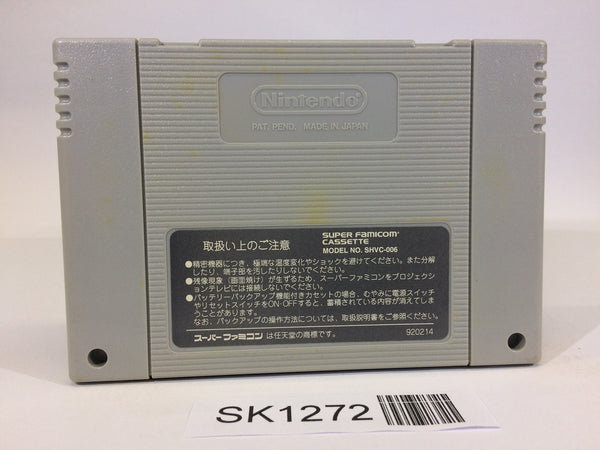 Nintendo
PAT. PEND. MADE IN JAPAN
取扱い上のご注意
SUPER FAMICOM
CASSETTE
MODEL NO. SHVC-006
●精密機器につき、極端な温度変化やショックを避けてください。また分解
したり、端子部を汚したりしないでください。
●残像現象（画面焼け）が生ずるため、スーパーファミコンをプロジェクシ
ョンテレビには接続しないでください。
●バッテリーバックアップ機能付きカセットの場合、むやみに電源スイッチ
やリセットスイッチをON-OFFすると、蓄積されている内容が消えてしま
うことがあります。
なお、バックアップの操作方法については、取扱説明書をご参照ください。
スーパーファミコン は任天堂の商標です。
920214
SK1272